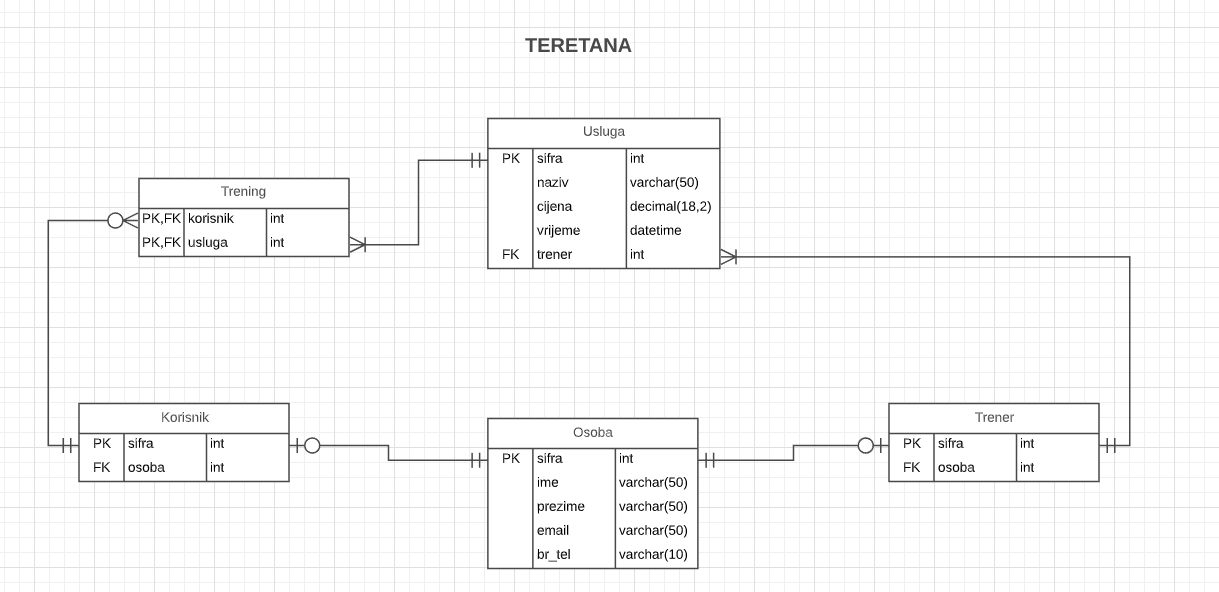 TERETANA
Usluga
PK sifra int
naziv varchar(50)
cijena decimal(18,2)
vrijeme datetime
FK trener int
Trening
PK,FK korisnik int
PK,FK usluga int
Korisnik
PK sifra int
FK osoba int
Osoba
PK sifra int
ime varchar(50)
prezime varchar(50)
email varchar(50)
br_tel varchar(10)
Trener
PK sifra int
FK osoba int